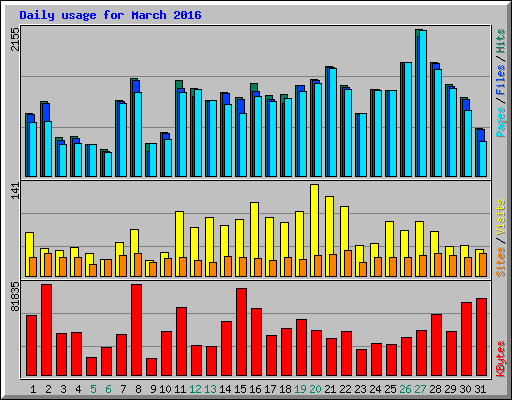 Daily usage for March 2016
2155
Pages / Files / Hits
141
Sites / Visits
81835
KBytes
1 2 3 4 5 6 7 8 9 10 11 12 13 14 15 16 17 18 19 20 21 22 23 24 25 26 27 28 29 30 31